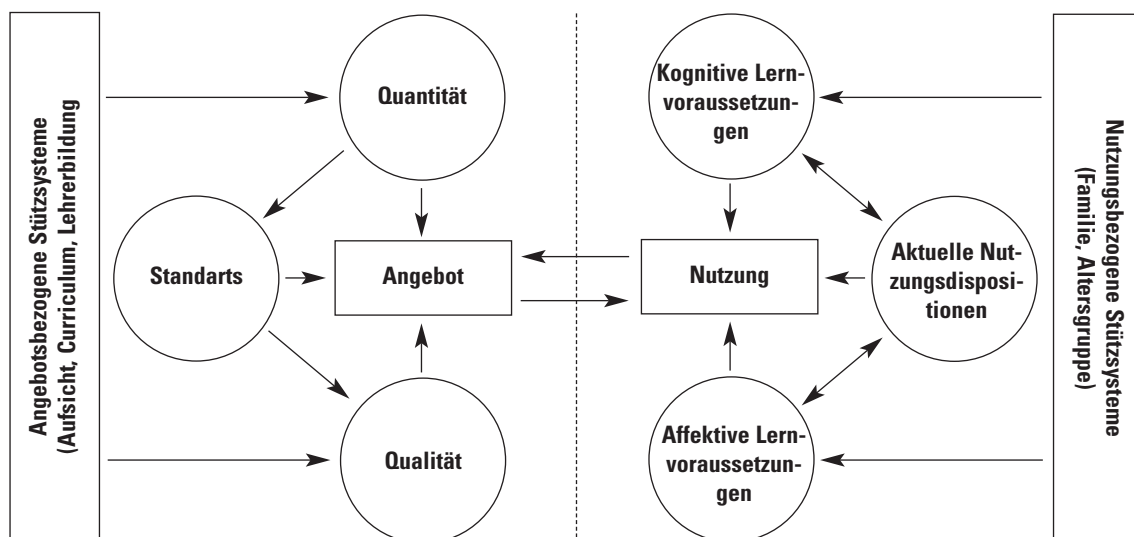 Angebotsbezogene Stützsysteme
(Aufsicht, Curriculum, Lehrerbildung
Quantität
Standarts
Angebot
Qualität
Kognitive Lern-
voraussetzun-
gen
Nutzung
Aktuelle Nut-
zungsdispositi-
tionen
Affektive Lern-
voraussetzun-
gen
Nutzungsbezogene Stützsysteme
(Familie, Altersgruppe)